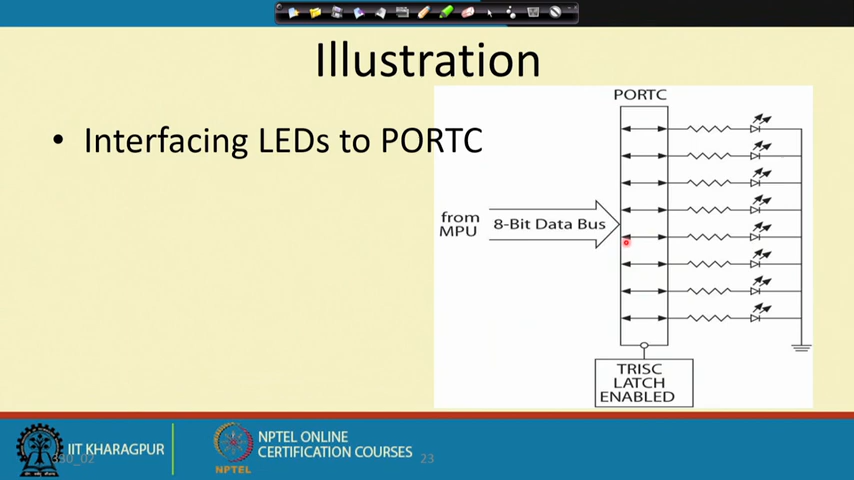 Illustration
• Interfacing LEDs to PORTC
PORTC
from
MPU
8-Bit Data Bus
TRISC
LATCH
ENABLED
IIT KHARAGPUR
NPTEL
NPTEL ONLINE
CERTIFICATION COURSES
23